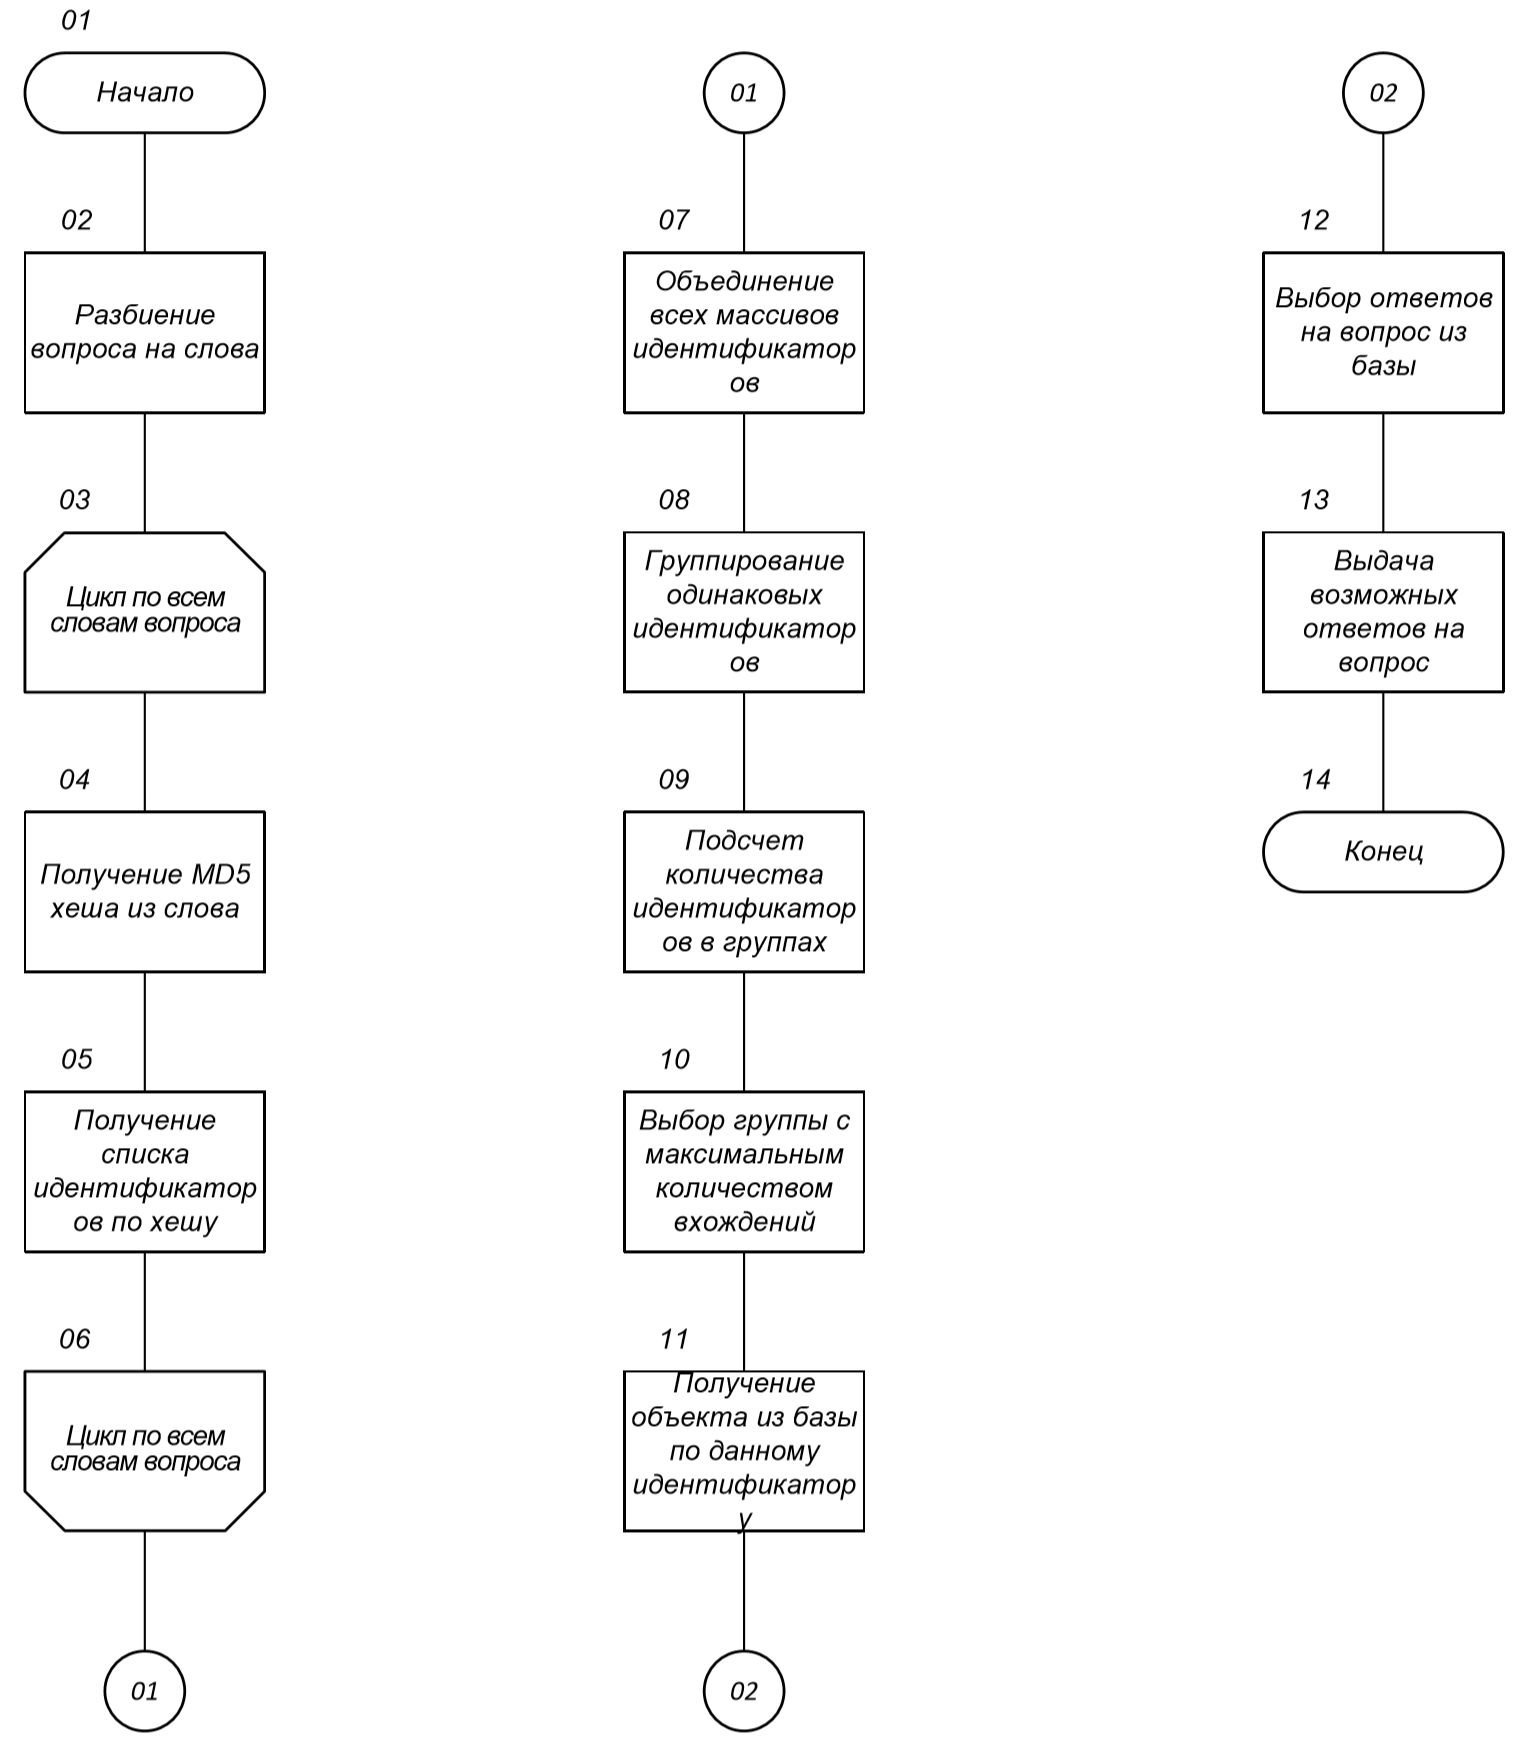 01
Начало
02
Разбиение
вопроса на слова
03
Цикл по всем
словам вопроса
04
Получение MD5
хеша из слова
05
Получение
списка
идентификатор
ов по хешу
06
Цикл по всем
словам вопроса
01
01
07
Объединение
всех массивов
идентификатор
ов
08
Группирование
одинаковых
идентификатор
ов
09
Подсчет
количества
идентификатор
ов в группах
10
Выбор группы с
максимальным
количеством
вхождений
11
Получение
объекта из базы
по данному
идентификатор
у
02
02
12
Выбор ответов
на вопрос из
базы
13
Выдача
возможных
ответов на
вопрос
14
Конец